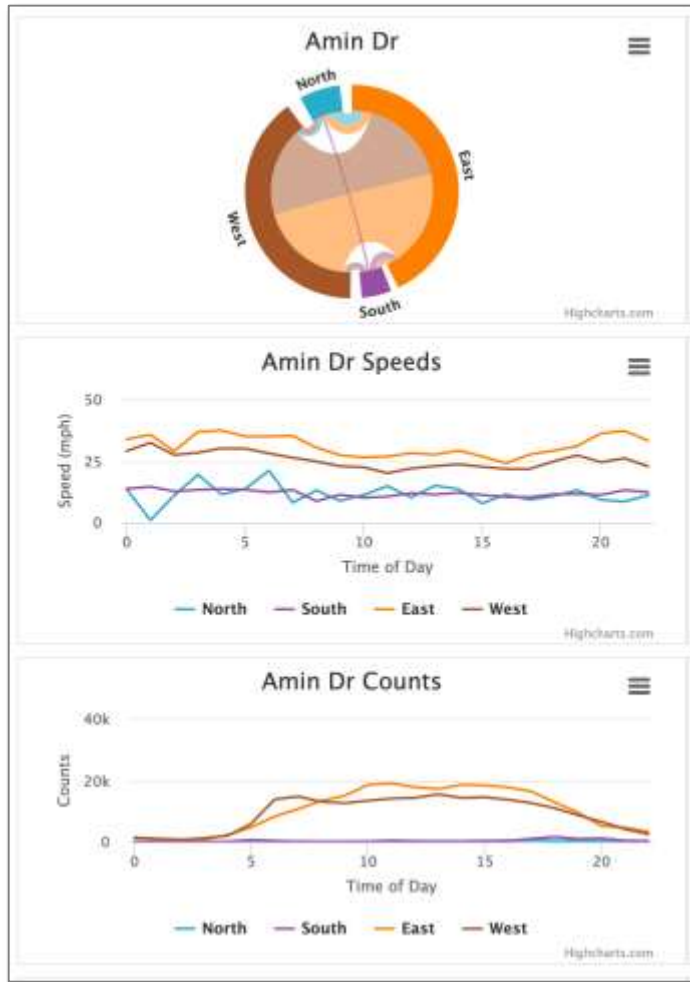 Amin Dr
North
East
West
South
Highcharts.com
Amin Dr Speeds
Speed (mph)
50
25
0
0 5 10 15 20
Time of Day
North South East West
Highcharts.com
Amin Dr Counts
Counts
40k
20k
0
0 5 10 15 20
Time of Day
North South East West
Highcharts.com